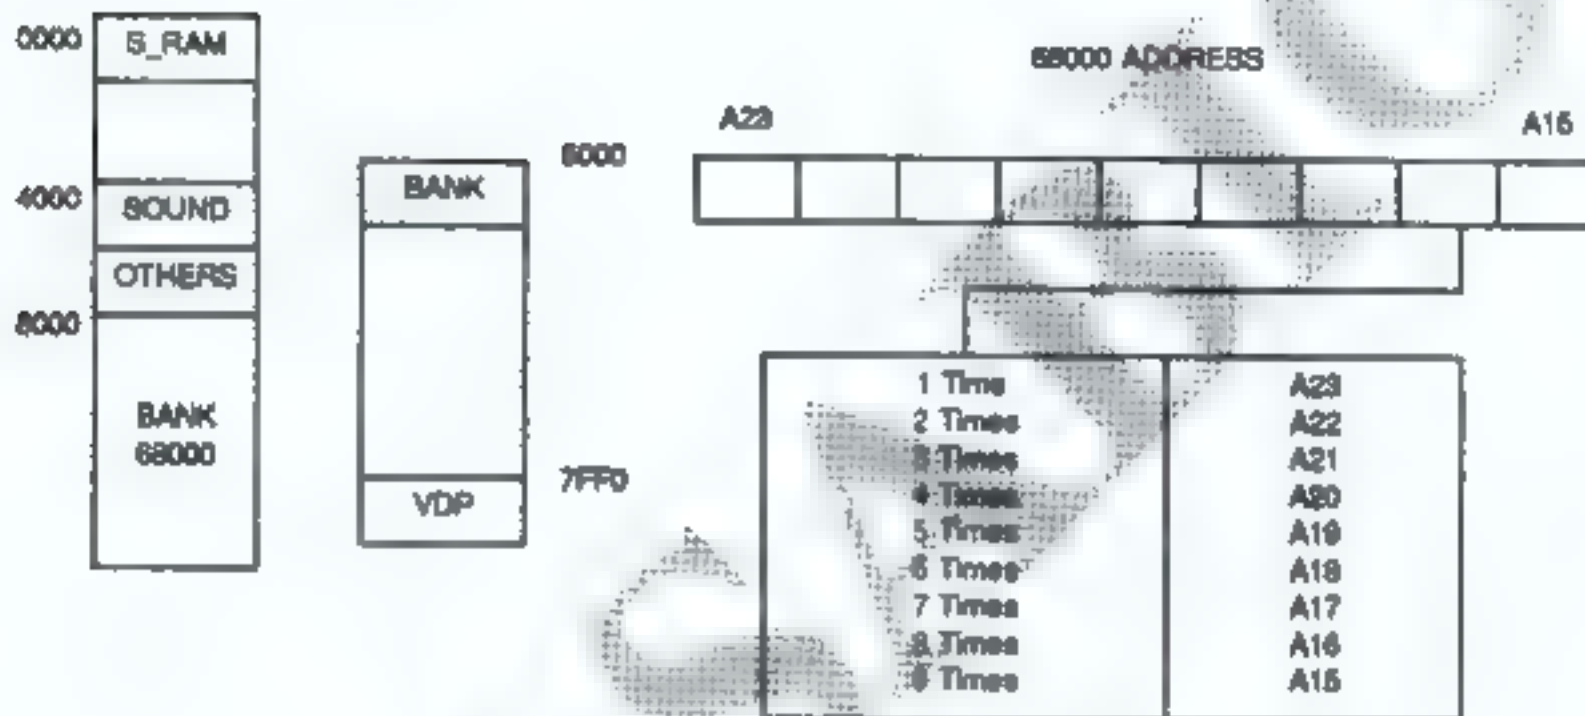 0000
S_RAM
4000
SOUND
OTHERS
8000
BANK
68000
BANK
6000
VDP
7FF0
68000 ADDRESS
A23 A15
1 Time A23
2 Times A22
3 Times A21
4 Times A20
5 Times A19
6 Times A18
7 Times A17
8 Times A16
9 Times A15